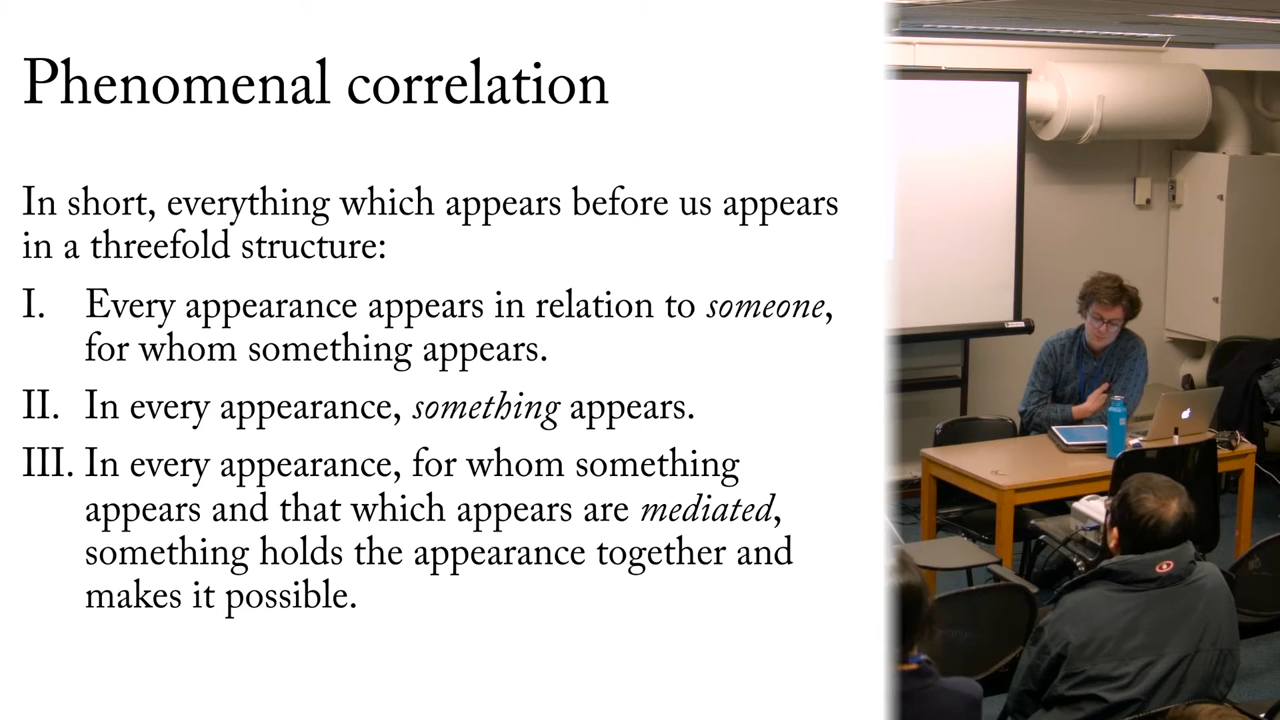 Phenomenal correlation
In short, everything which appears before us appears
in a threefold structure:
I. Every appearance appears in relation to someone,
for whom something appears.
II. In every appearance, something appears.
III. In every appearance, for whom something
appears and that which appears are mediated,
something holds the appearance together and
makes it possible.